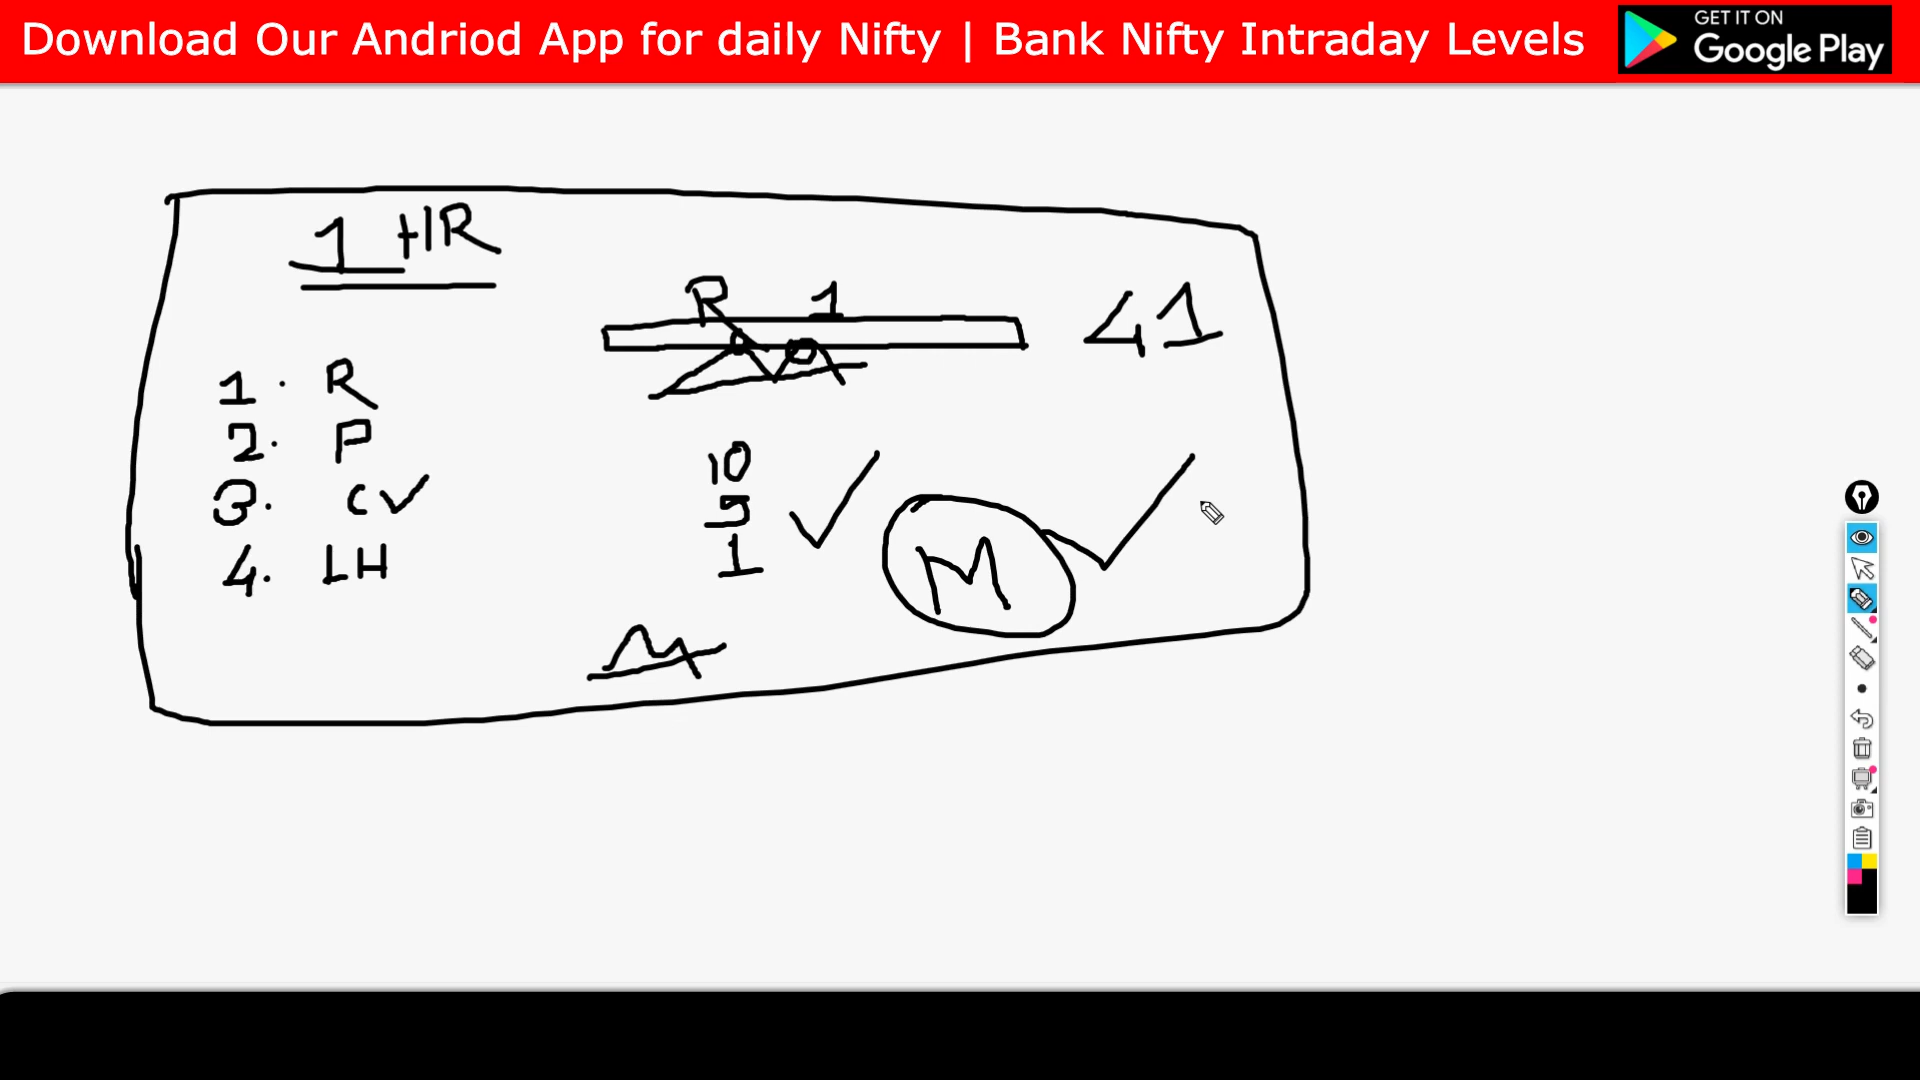 Download Our Andriod App for daily Nifty | Bank Nifty Intraday Levels
GET IT ON
Google Play
1 HR
R 1
41
1. R
2. P
3. CV
4. LH
10
5
1
M